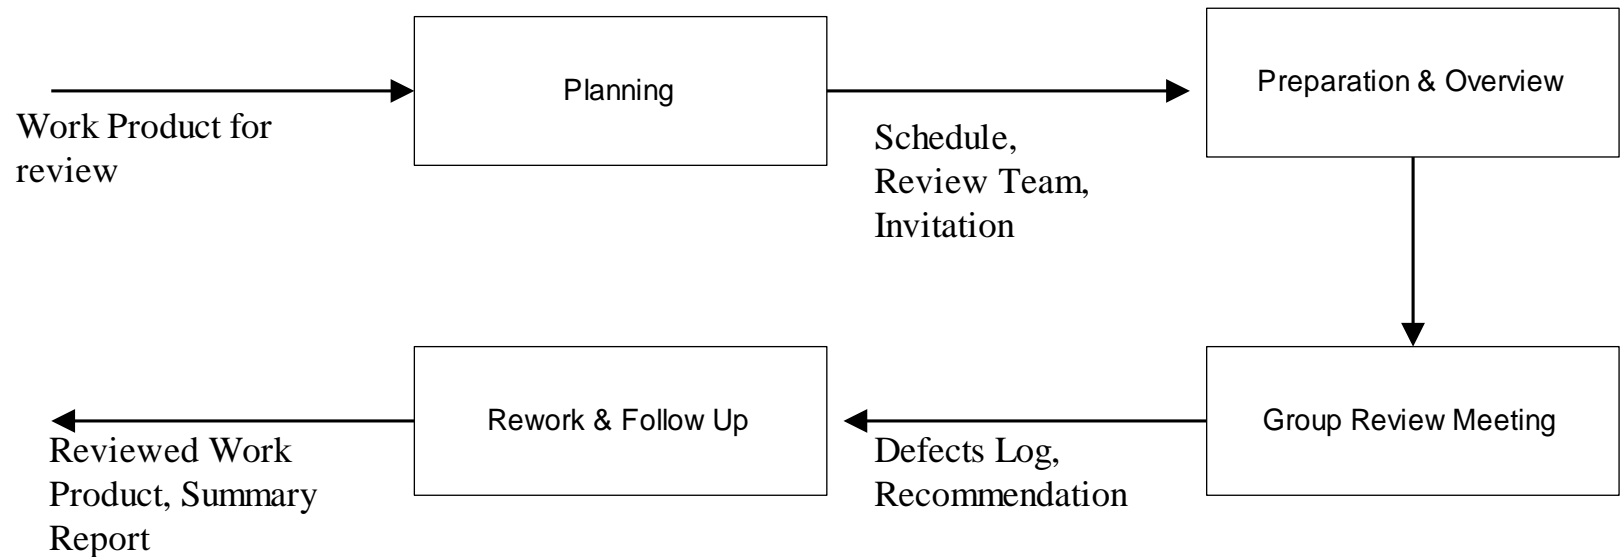 Planning
Preparation & Overview
Work Product for
review
Schedule,
Review Team,
Invitation
Rework & Follow Up
Group Review Meeting
Reviewed Work
Product, Summary
Report
Defects Log,
Recommendation